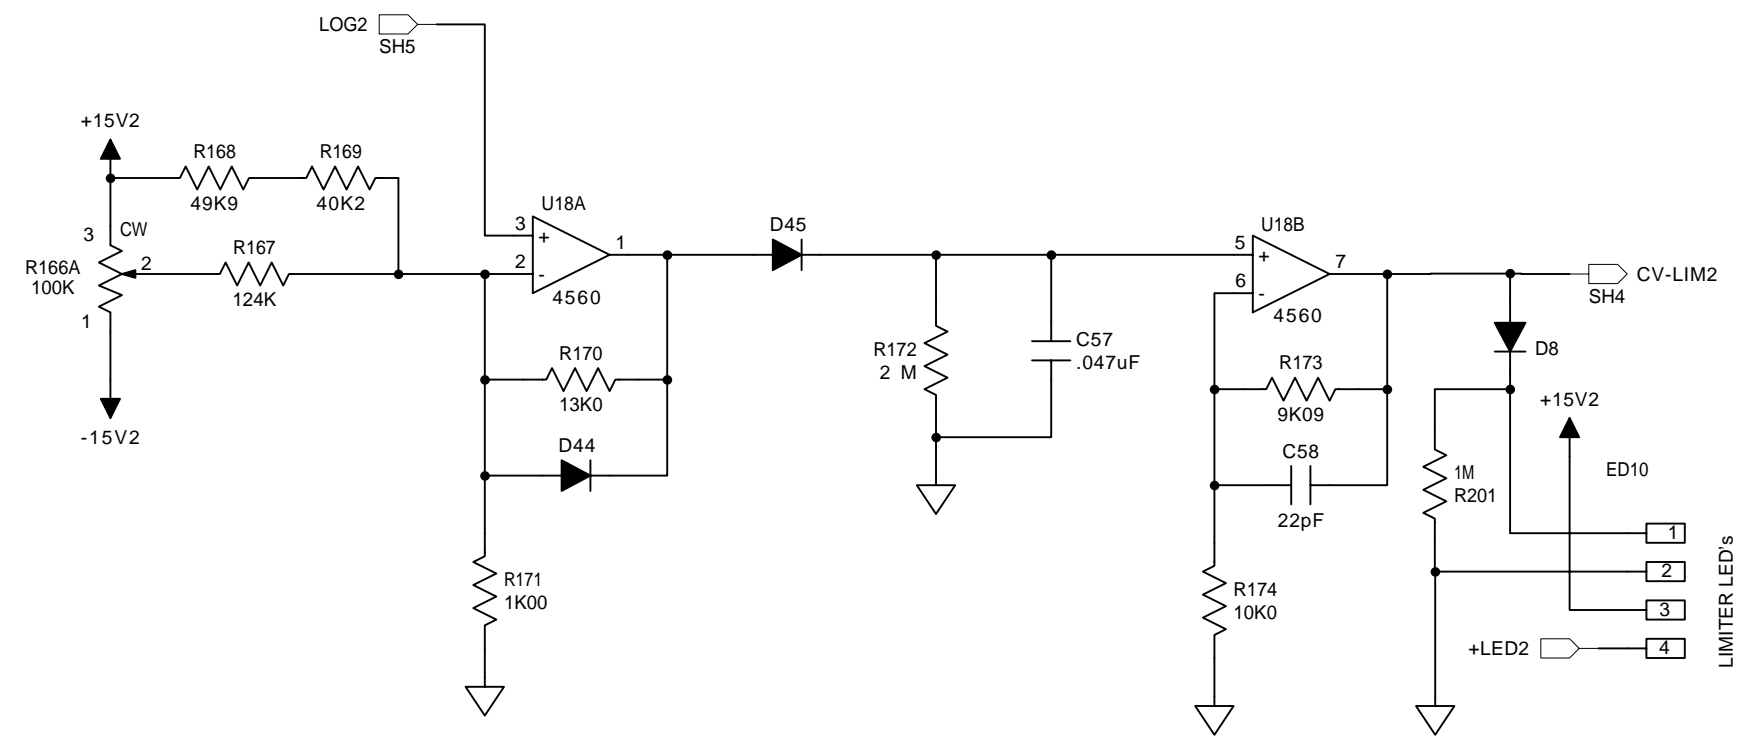 LOG2
SH5
+15V2
R168
49K9
R169
40K2
3
CW
R166A
100K
2
1
-15V2
R167
124K
U18A
3
+
2
-
1
4560
R170
13K0
D44
R171
1K00
D45
R172
2 M
C57
.047uF
U18B
5
+
6
-
7
4560
R173
9K09
C58
22pF
R174
10K0
CV-LIM2
SH4
D8
+15V2
ED10
1M
R201
1
2
3
4
+LED2
LIMITER LED's